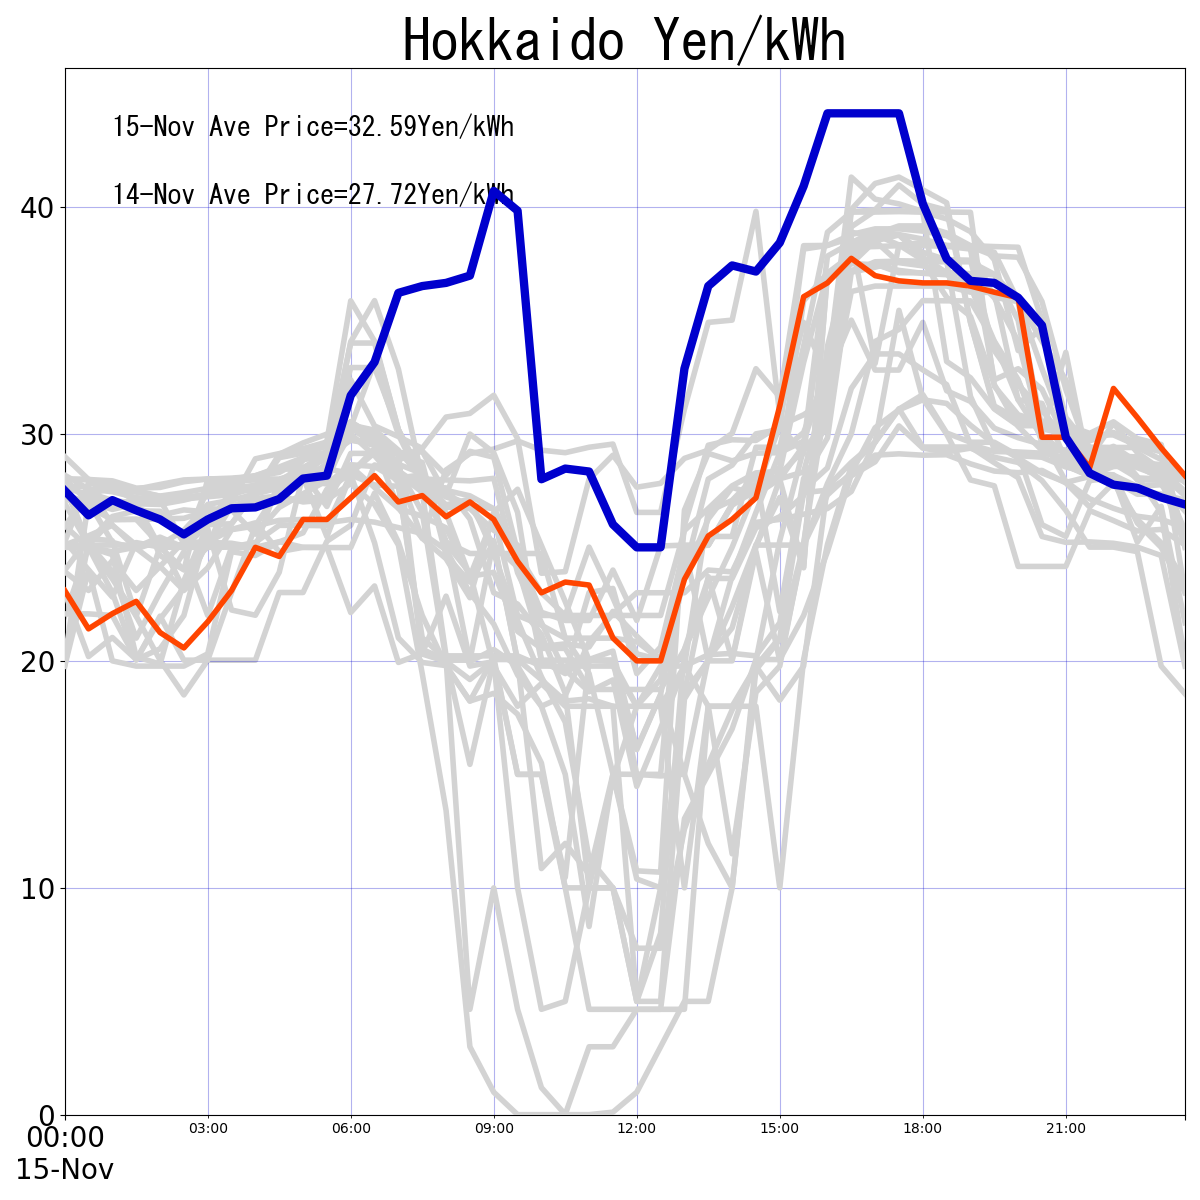 Hokkaido Yen/kWh
15-Nov Ave Price=32.59Yen/kWh
14-Nov Ave Price=27.72Yen/kWh
40
30
20
10
0
00:00 03:00 06:00 09:00 12:00 15:00 18:00 21:00
15-Nov